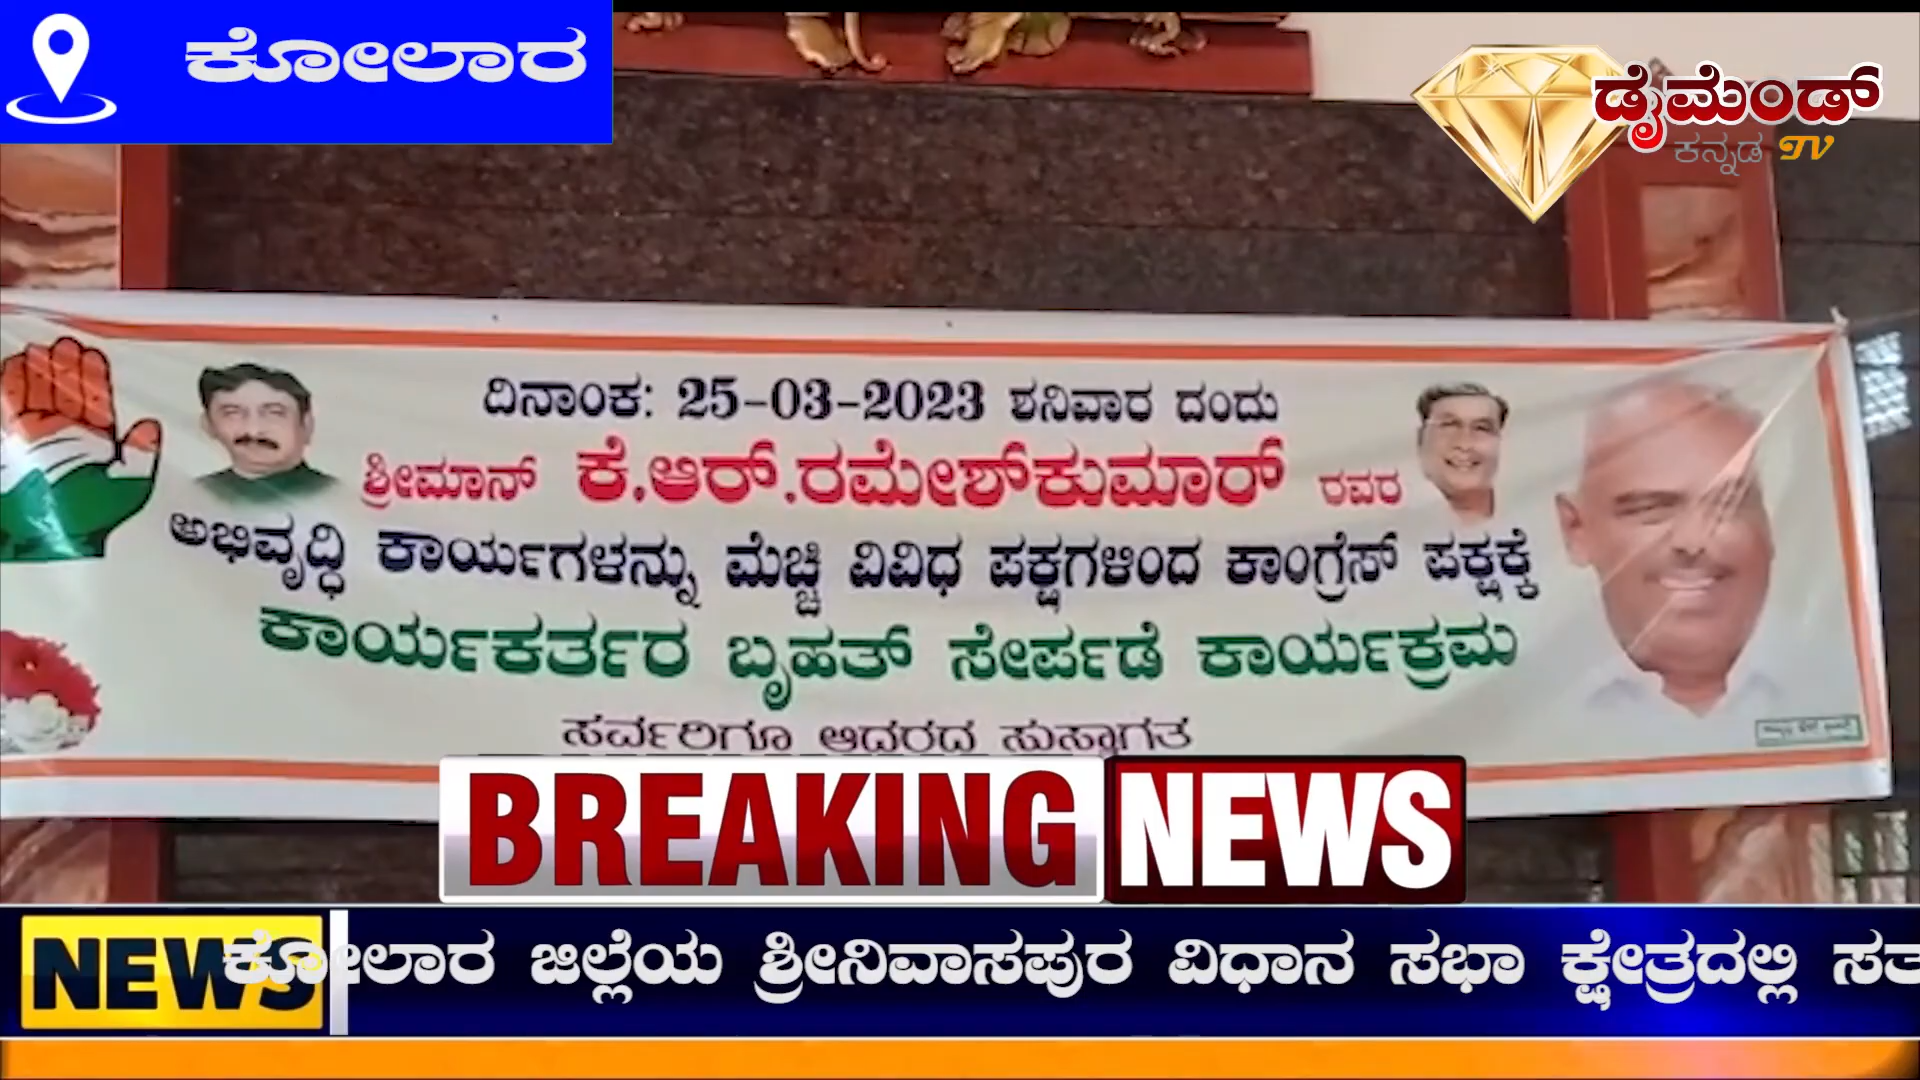 ಕೋಲಾರ
ಡೈಮೆಂಡ್
ಕನ್ನಡ TV
ದಿನಾಂಕ: 25-03-2023 ಶನಿವಾರ ದಂದು
ಶ್ರೀಮಾನ್ ಕೆ.ಆರ್.ರಮೇಶ್‌ಕುಮಾರ್ ರವರ
ಅಭಿವೃದ್ಧಿ ಕಾರ್ಯಗಳನ್ನು ಮೆಚ್ಚಿ ವಿವಿಧ ಪಕ್ಷಗಳಿಂದ ಕಾಂಗ್ರೆಸ್ ಪಕ್ಷಕ್ಕೆ
ಕಾರ್ಯಕರ್ತರ ಬೃಹತ್ ಸೇರ್ಪಡೆ ಕಾರ್ಯಕ್ರಮ
ಸರ್ವರಿಗೂ ಆದರದ ಸುಸ್ವಾಗತ
BREAKING NEWS
NEWS ಕೋಲಾರ ಜಿಲ್ಲೆಯ ಶ್ರೀನಿವಾಸಪುರ ವಿಧಾನ ಸಭಾ ಕ್ಷೇತ್ರದಲ್ಲಿ ಸತ